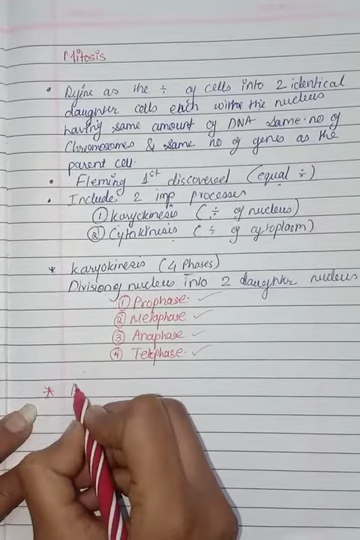 Mitosis
• Define as the ÷ of cells into 2 identical
daughter cells each with the nucleus
having same amount of DNA same no of
Chromosomes & same no of genes as the
parent cell.
• Fleming 1st discovered (equal ÷)
• Include 2 imp processes
① Karyokinesis ( ÷ of nucleus)
② Cytokinesis ( ÷ of cytoplasm)
* Karyokinesis (4 Phases)
Division of nucleus into 2 daughter nucleus
① Prophase. ✓
② Metaphase ✓
③ Anaphase ✓
④ Telephase. ✓
*